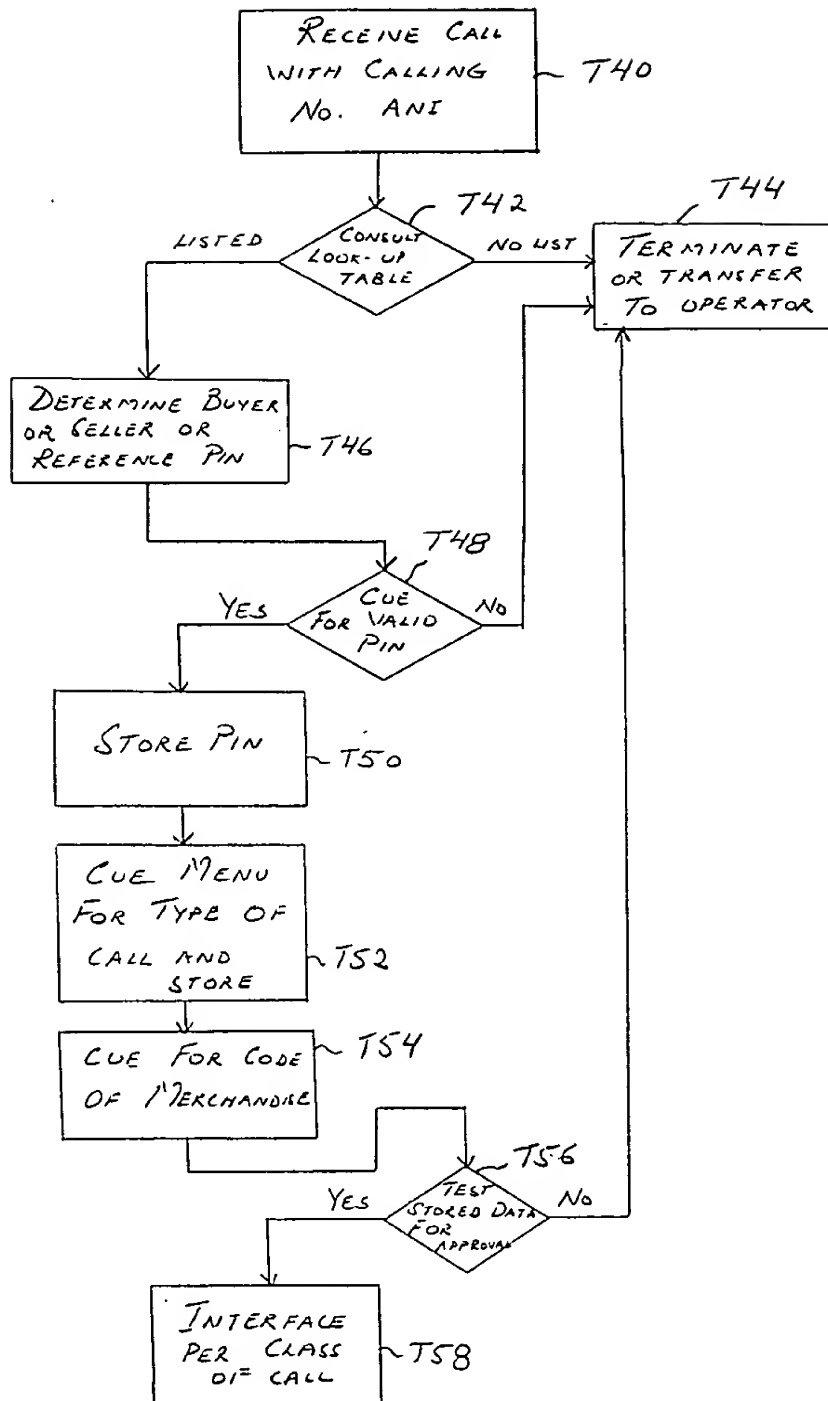 RECEIVE CALL
WITH CALLING
NO. ANI
T40
T42
T44
LISTED
CONSULT
LOOK-UP
TABLE
NO LIST
TERMINATE
OR TRANSFER
TO OPERATOR
DETERMINE BUYER
OR SELLER OR
REFERENCE PIN
T46
T48
YES
CUE
FOR VALID
PIN
NO
STORE PIN
T50
CUE MENU
FOR TYPE OF
CALL AND
STORE
T52
CUE FOR CODE
OF MERCHANDISE
T54
T56
YES
TEST
STORED DATA
FOR
APPROVAL
NO
INTERFACE
PER CLASS
OF CALL
T58